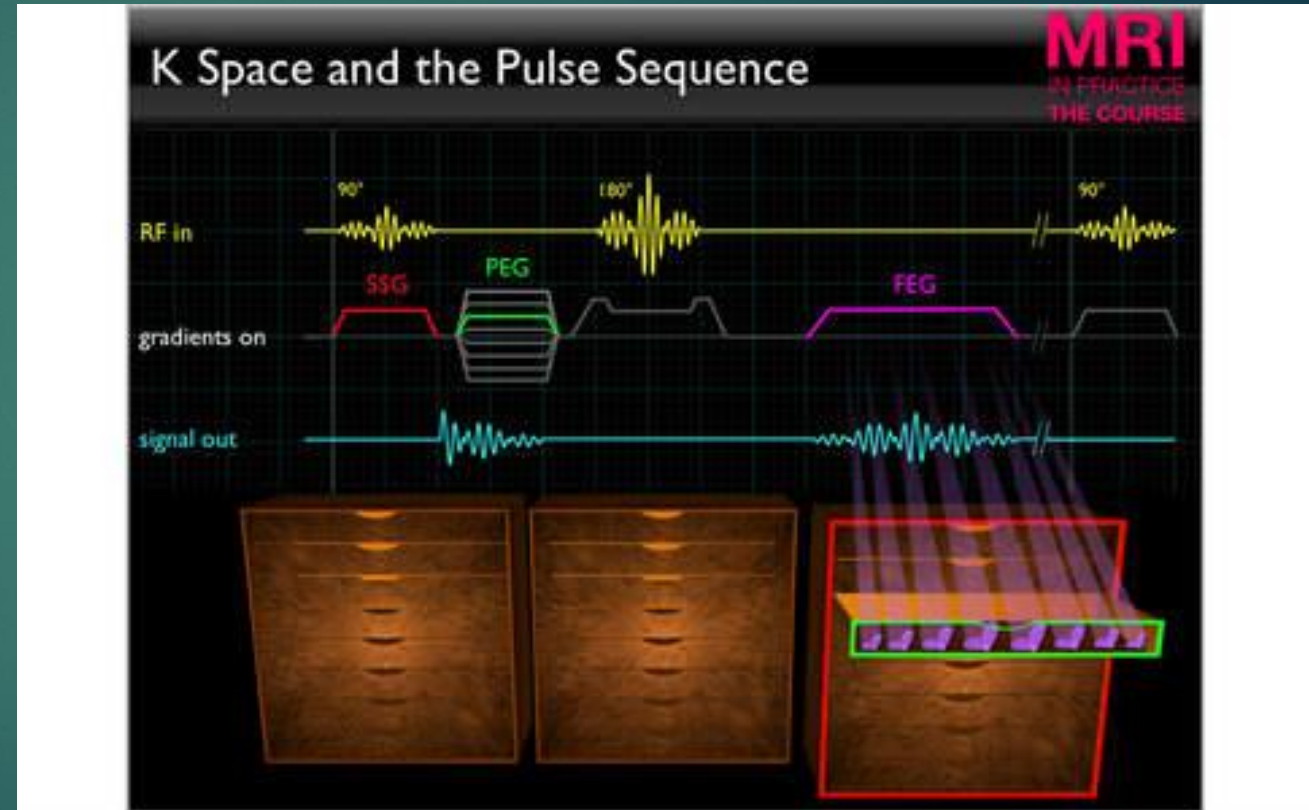 K Space and the Pulse Sequence
MRI
IN PRACTICE
THE COURSE
90°
180°
90°
RF in
SSG
PEG
FEG
gradients on
signal out